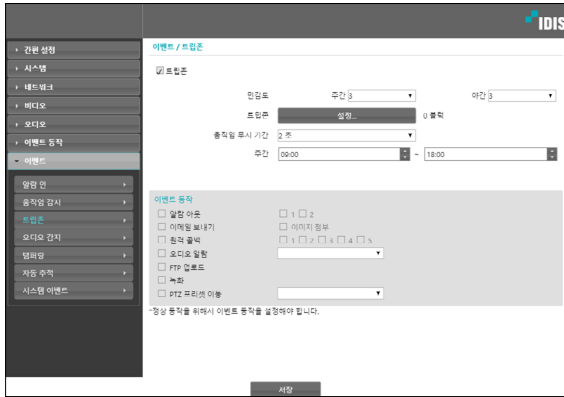 IDIS
간편 설정
시스템
네트워크
비디오
오디오
이벤트 동작
이벤트
알람 인
움직임 감시
트립존
오디오 감지
탬퍼링
자동 추적
시스템 이벤트
이벤트 / 트립존
트립존
민감도 주간 3 야간 3
트립존 설정... 0 블럭
움직임 무시 기간 2 초
주간 09:00 ~ 18:00
이벤트 동작
알람 아웃 1 2
이메일 보내기 이미지 첨부
원격 콜백 1 2 3 4 5
오디오 알람
FTP 업로드
녹화
PTZ 프리셋 이동
*정상 동작을 위해서 이벤트 동작을 설정해야 합니다.
저장